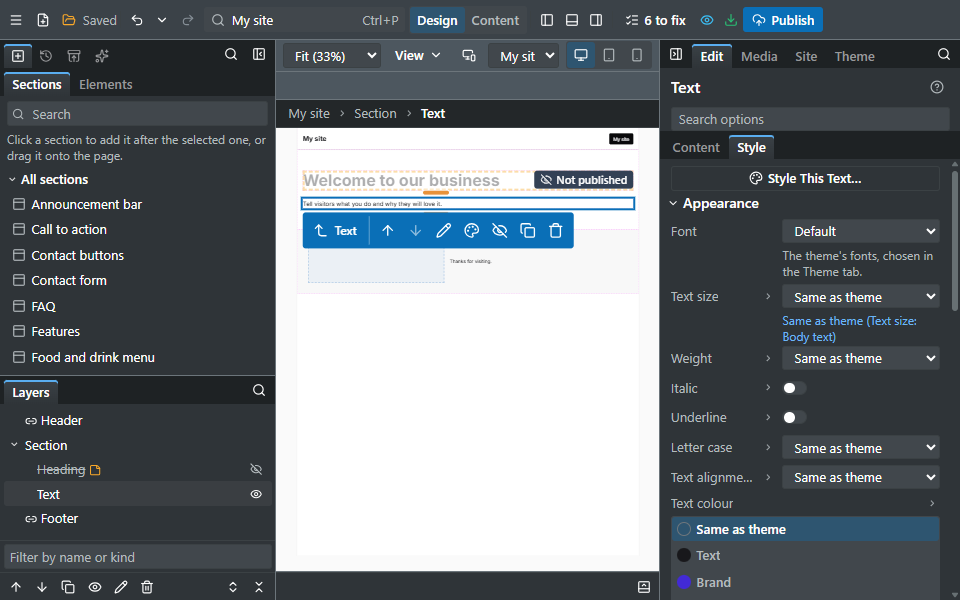 Saved
My site
Ctrl+P
Design
Content
6 to fix
Publish
Sections
Elements
Search
Click a section to add it after the selected one, or
drag it onto the page.
All sections
Announcement bar
Call to action
Contact buttons
Contact form
FAQ
Features
Food and drink menu
Layers
Header
Section
Heading
Text
Footer
Filter by name or kind
Fit (33%)
View
My sit
My site
Section
Text
My site
My site
Welcome to our business
Not published
Tell visitors what you do and why they will love it.
Text
Thanks for visiting.
Edit
Media
Site
Theme
Text
Search options
Content
Style
Style This Text...
Appearance
Font
Default
The theme's fonts, chosen in
the Theme tab.
Text size
Same as theme
Same as theme (Text size:
Body text)
Weight
Same as theme
Italic
Underline
Letter case
Same as theme
Text alignme...
Same as theme
Text colour
Same as theme
Text
Brand